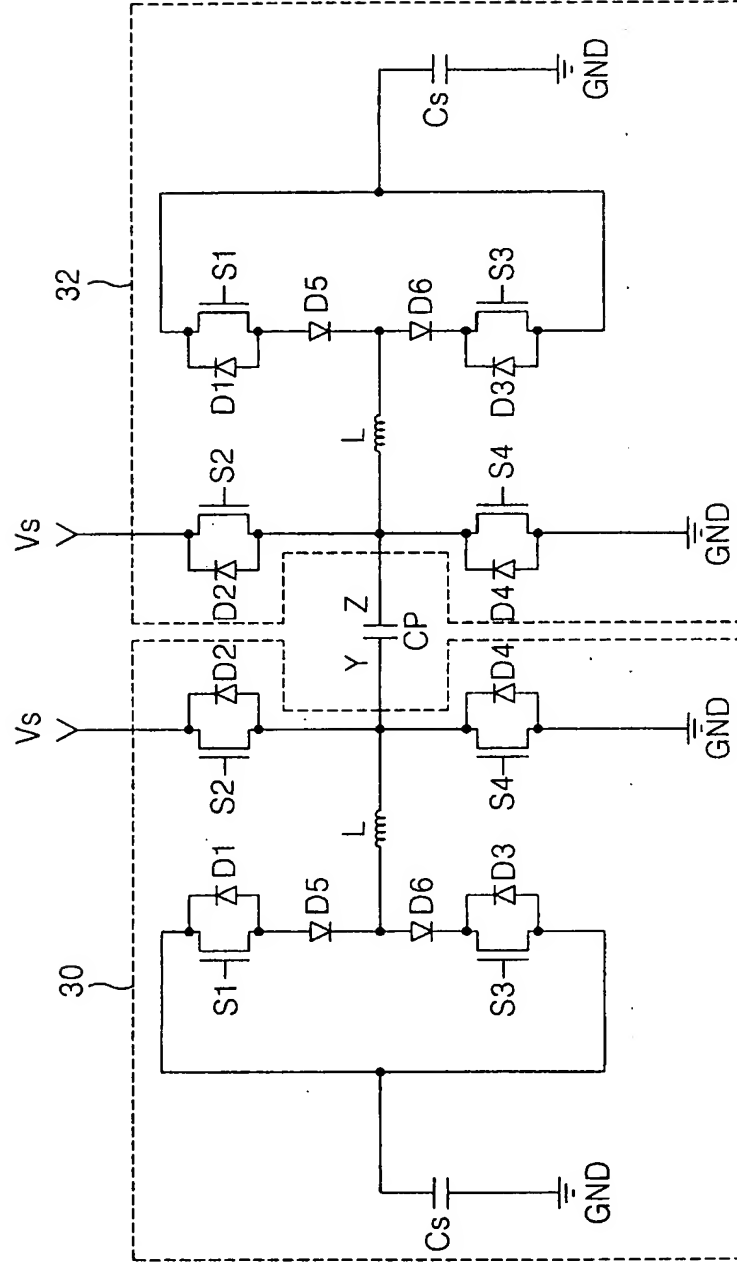 Vs
Vs
30
32
S1
D1
S2
D2
D2
S2
D1
S1
D5
L
Y
Z
L
D5
CP
Cs
D6
D6
Cs
S3
D3
S4
D4
D4
S4
D3
S3
GND
GND
GND
GND